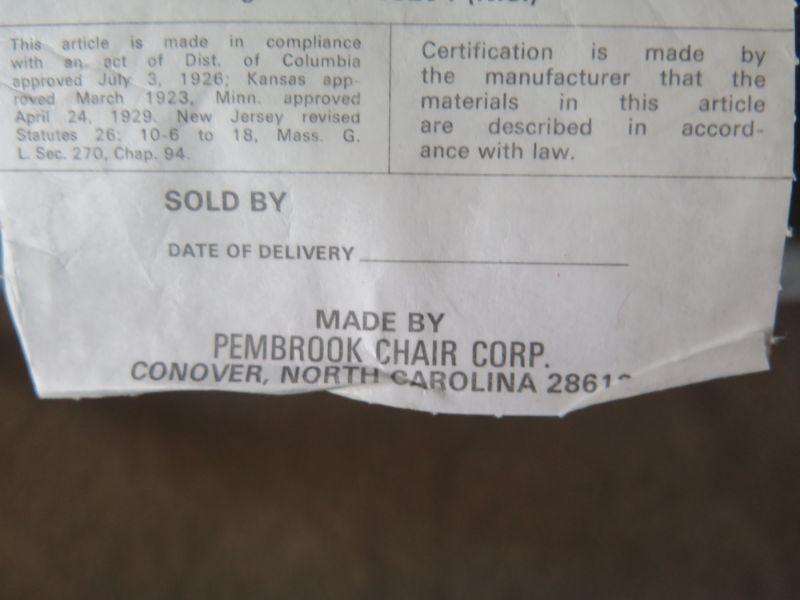 This article is made in compliance
with an act of Dist. of Columbia
approved July 3, 1926; Kansas app-
roved March 1923, Minn. approved
April 24, 1929. New Jersey revised
Statutes 26; 10-6 to 18, Mass. G.
L. Sec. 270, Chap. 94.
Certification is made by
the manufacturer that the
materials in this article
are described in accord-
ance with law.
SOLD BY
DATE OF DELIVERY
MADE BY
PEMBROOK CHAIR CORP.
CONOVER, NORTH CAROLINA